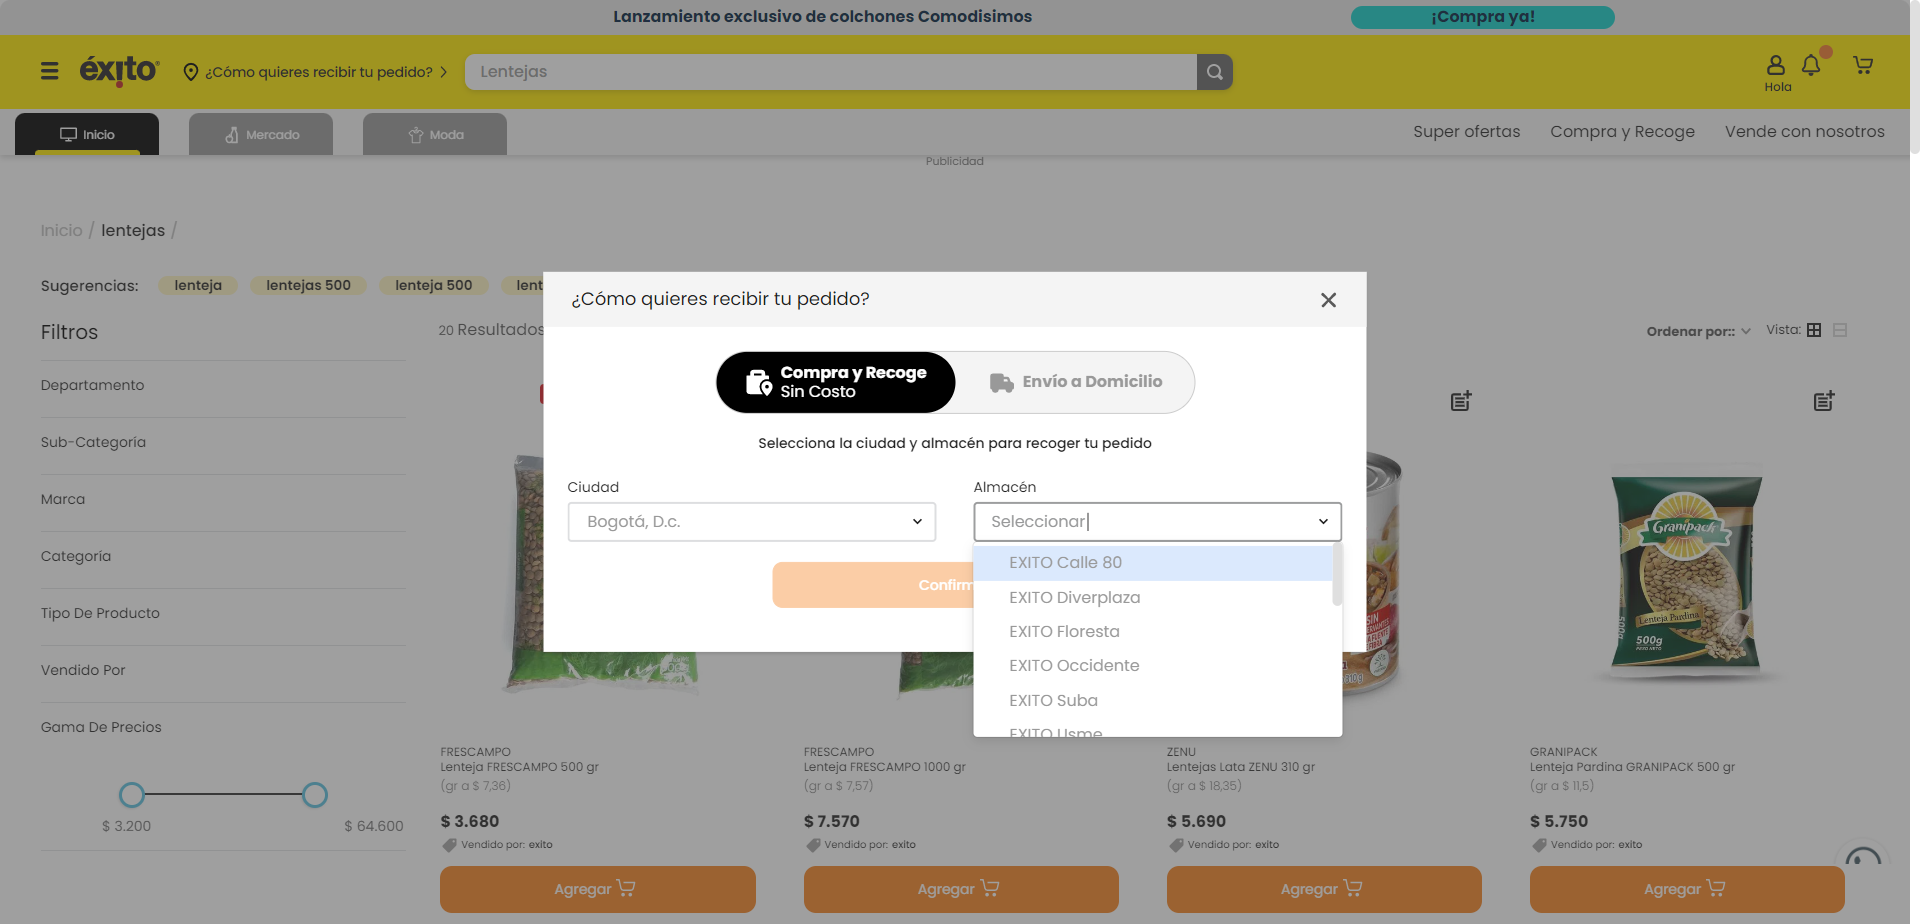 Lanzamiento exclusivo de colchones Comodisimos
¡Compra ya!
éxito
¿Cómo quieres recibir tu pedido?
Lentejas
Hola
Inicio
Mercado
Moda
Super ofertas
Compra y Recoge
Vende con nosotros
Publicidad
Inicio / lentejas /
Sugerencias:
lenteja
lentejas 500
lenteja 500
Filtros
20 Resultados
Ordenar por::
Vista:
Departamento
Sub-Categoría
Marca
Categoría
Tipo De Producto
Vendido Por
Gama De Precios
$ 3.200
$ 64.600
¿Cómo quieres recibir tu pedido?
Compra y Recoge
Sin Costo
Envío a Domicilio
Selecciona la ciudad y almacén para recoger tu pedido
Ciudad
Bogotá, D.c.
Almacén
Seleccionar
EXITO Calle 80
EXITO Diverplaza
EXITO Floresta
EXITO Occidente
EXITO Suba
EXITO Usme
Granipack
Lenteja Pardina
500g
PESO NETO
SIN
310g
FRESCAMPO
Lenteja FRESCAMPO 500 gr
(gr a $ 7,36)
$ 3.680
Vendido por: exito
Agregar
FRESCAMPO
Lenteja FRESCAMPO 1000 gr
(gr a $ 7,57)
$ 7.570
Vendido por: exito
Agregar
ZENU
Lentejas Lata ZENU 310 gr
(gr a $ 18,35)
$ 5.690
Vendido por: exito
Agregar
GRANIPACK
Lenteja Pardina GRANIPACK 500 gr
(gr a $ 11,5)
$ 5.750
Vendido por: exito
Agregar